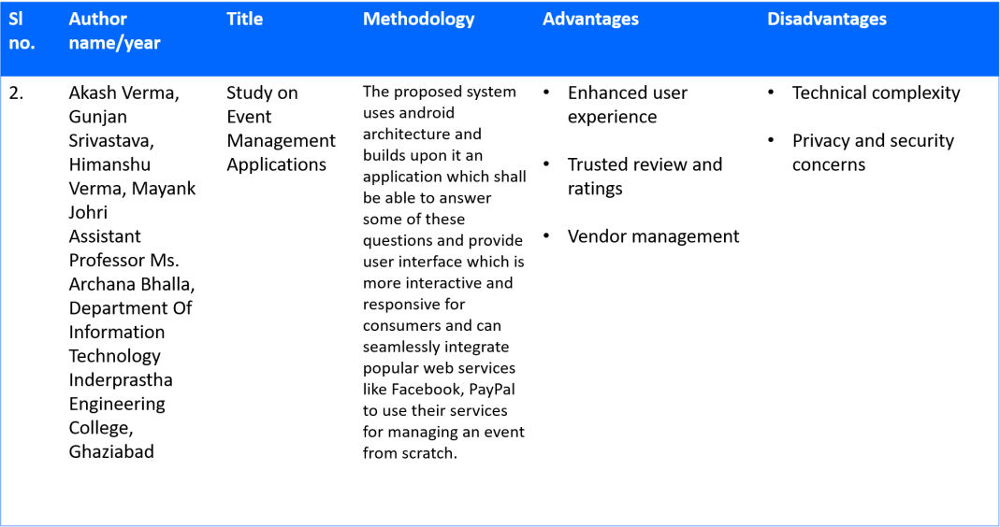 Sl
no.
Author
name/year
Title
Methodology
Advantages
Disadvantages
2.
Akash Verma,
Gunjan
Srivastava,
Himanshu
Verma, Mayank
Johri
Assistant
Professor Ms.
Archana Bhalla,
Department Of
Information
Technology
Inderprastha
Engineering
College,
Ghaziabad
Study on
Event
Management
Applications
The proposed system
uses android
architecture and
builds upon it an
application which shall
be able to answer
some of these
questions and provide
user interface which is
more interactive and
responsive for
consumers and can
seamlessly integrate
popular web services
like Facebook, PayPal
to use their services
for managing an event
from scratch.
• Enhanced user
experience
• Trusted review and
ratings
• Vendor management
• Technical complexity
• Privacy and security
concerns